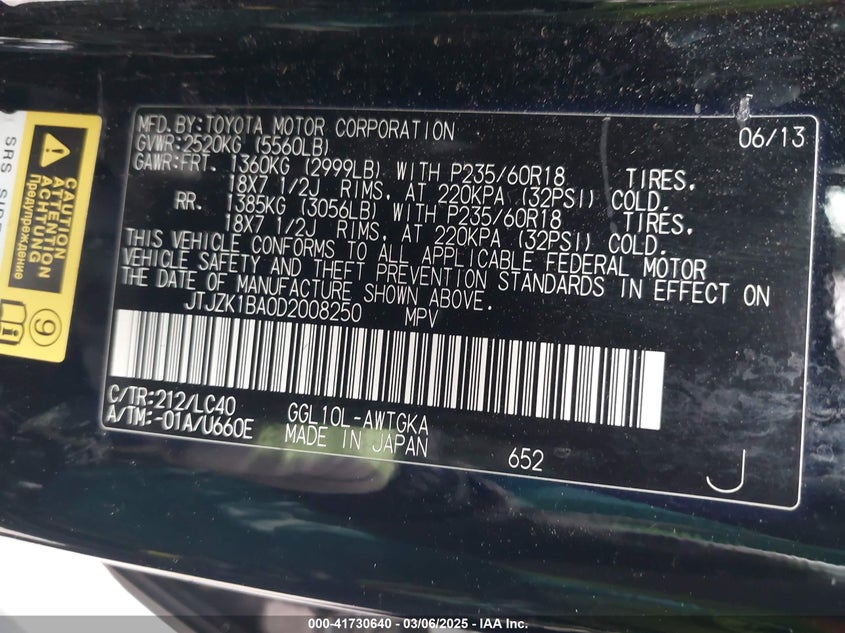 MFD.BY:TOYOTA MOTOR CORPORATION 06/13
GVWR:2520KG (5560LB)
GAWR:FRT. 1360KG (2999LB) WITH P235/60R18 TIRES,
18X7 1/2J RIMS, AT 220KPA (32PSI) COLD.
RR. 1385KG (3056LB) WITH P235/60R18 TIRES,
18X7 1/2J RIMS, AT 220KPA (32PSI) COLD.
THIS VEHICLE CONFORMS TO ALL APPLICABLE FEDERAL MOTOR
VEHICLE SAFETY AND THEFT PREVENTION STANDARDS IN EFFECT ON
THE DATE OF MANUFACTURE SHOWN ABOVE.
JTJZK1BA0D2008250 MPV
C/TR:212/LC40 GGL10L-AWTGKA
A/TM:-01A/U660E MADE IN JAPAN 652
J
CAUTION
ATTENTION
ACHTUNG
Предупреждение
9
SRS
000-41730640 - 03/06/2025 - IAA Inc.